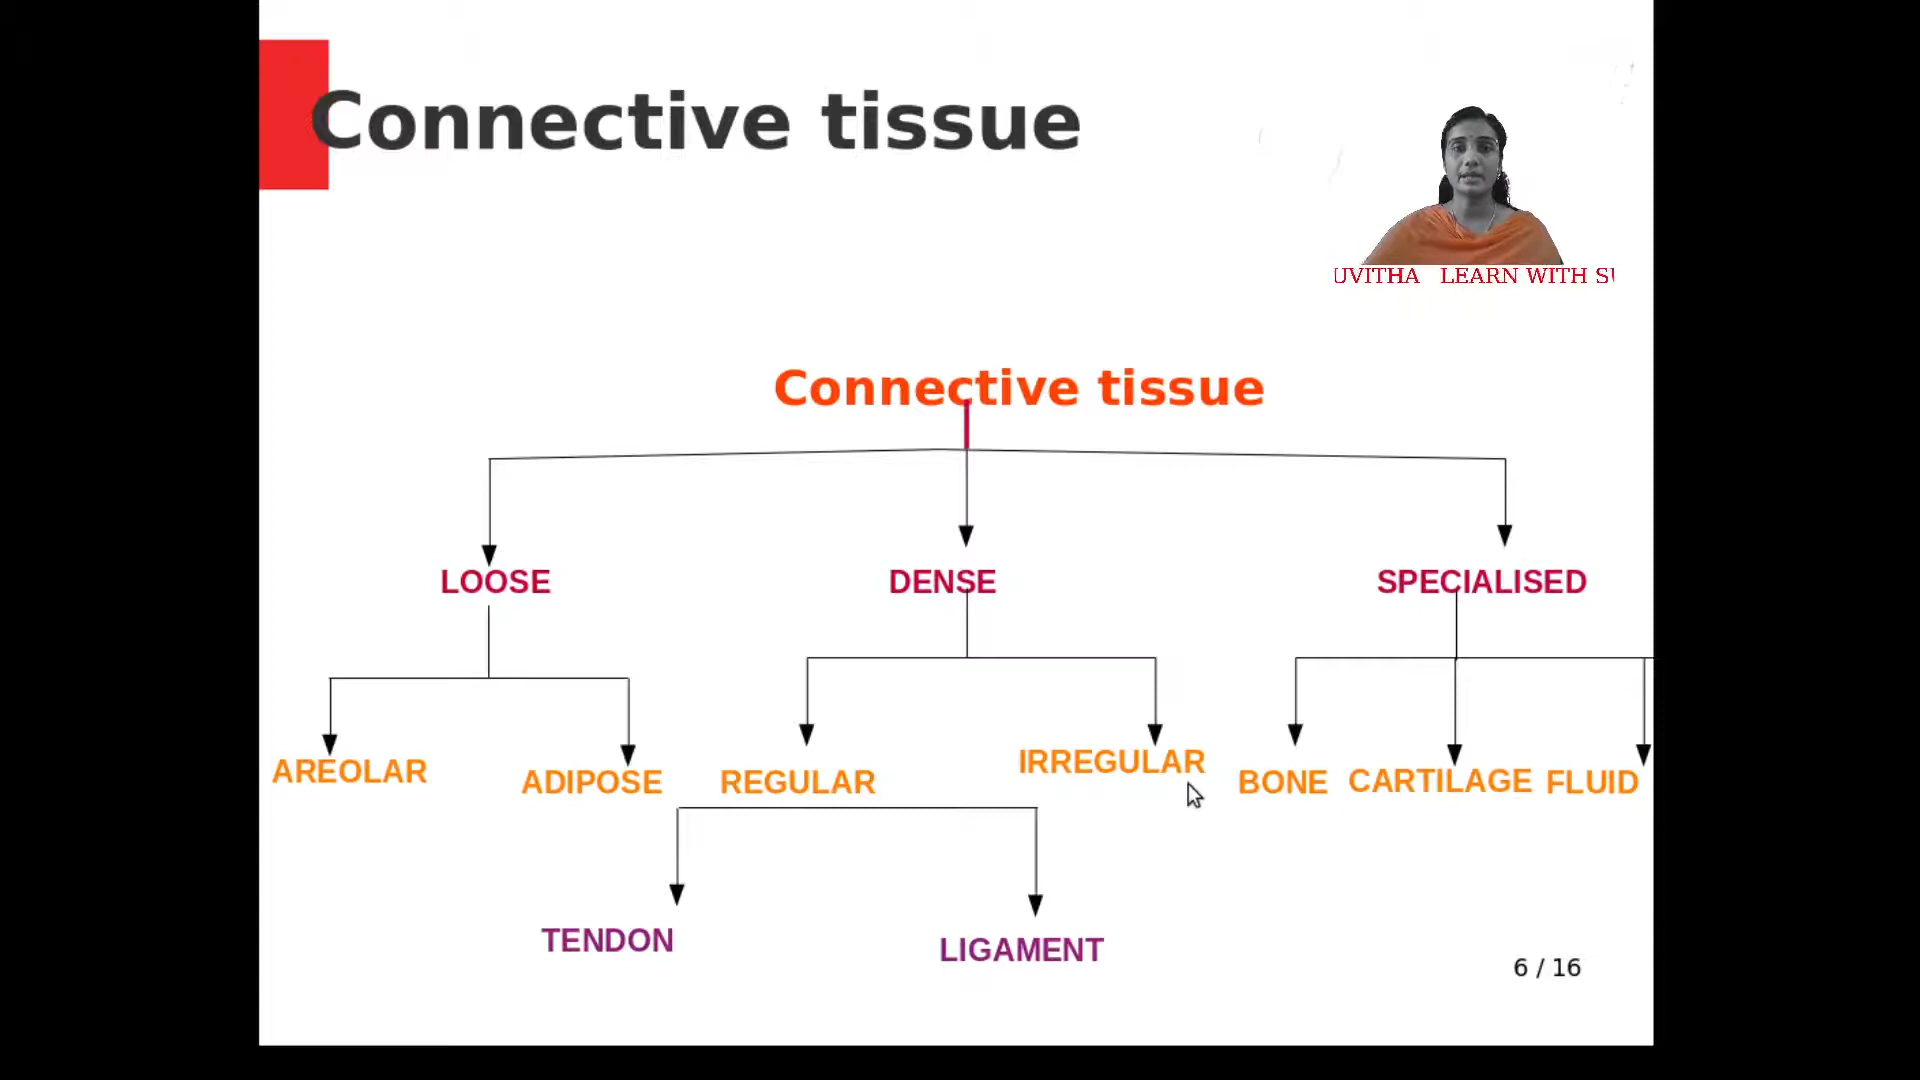 Connective tissue
UVITHA LEARN WITH
Connective tissue
LOOSE DENSE SPECIALISED
AREOLAR ADIPOSE REGULAR IRREGULAR BONE CARTILAGE FLUID
TENDON LIGAMENT
6 / 16